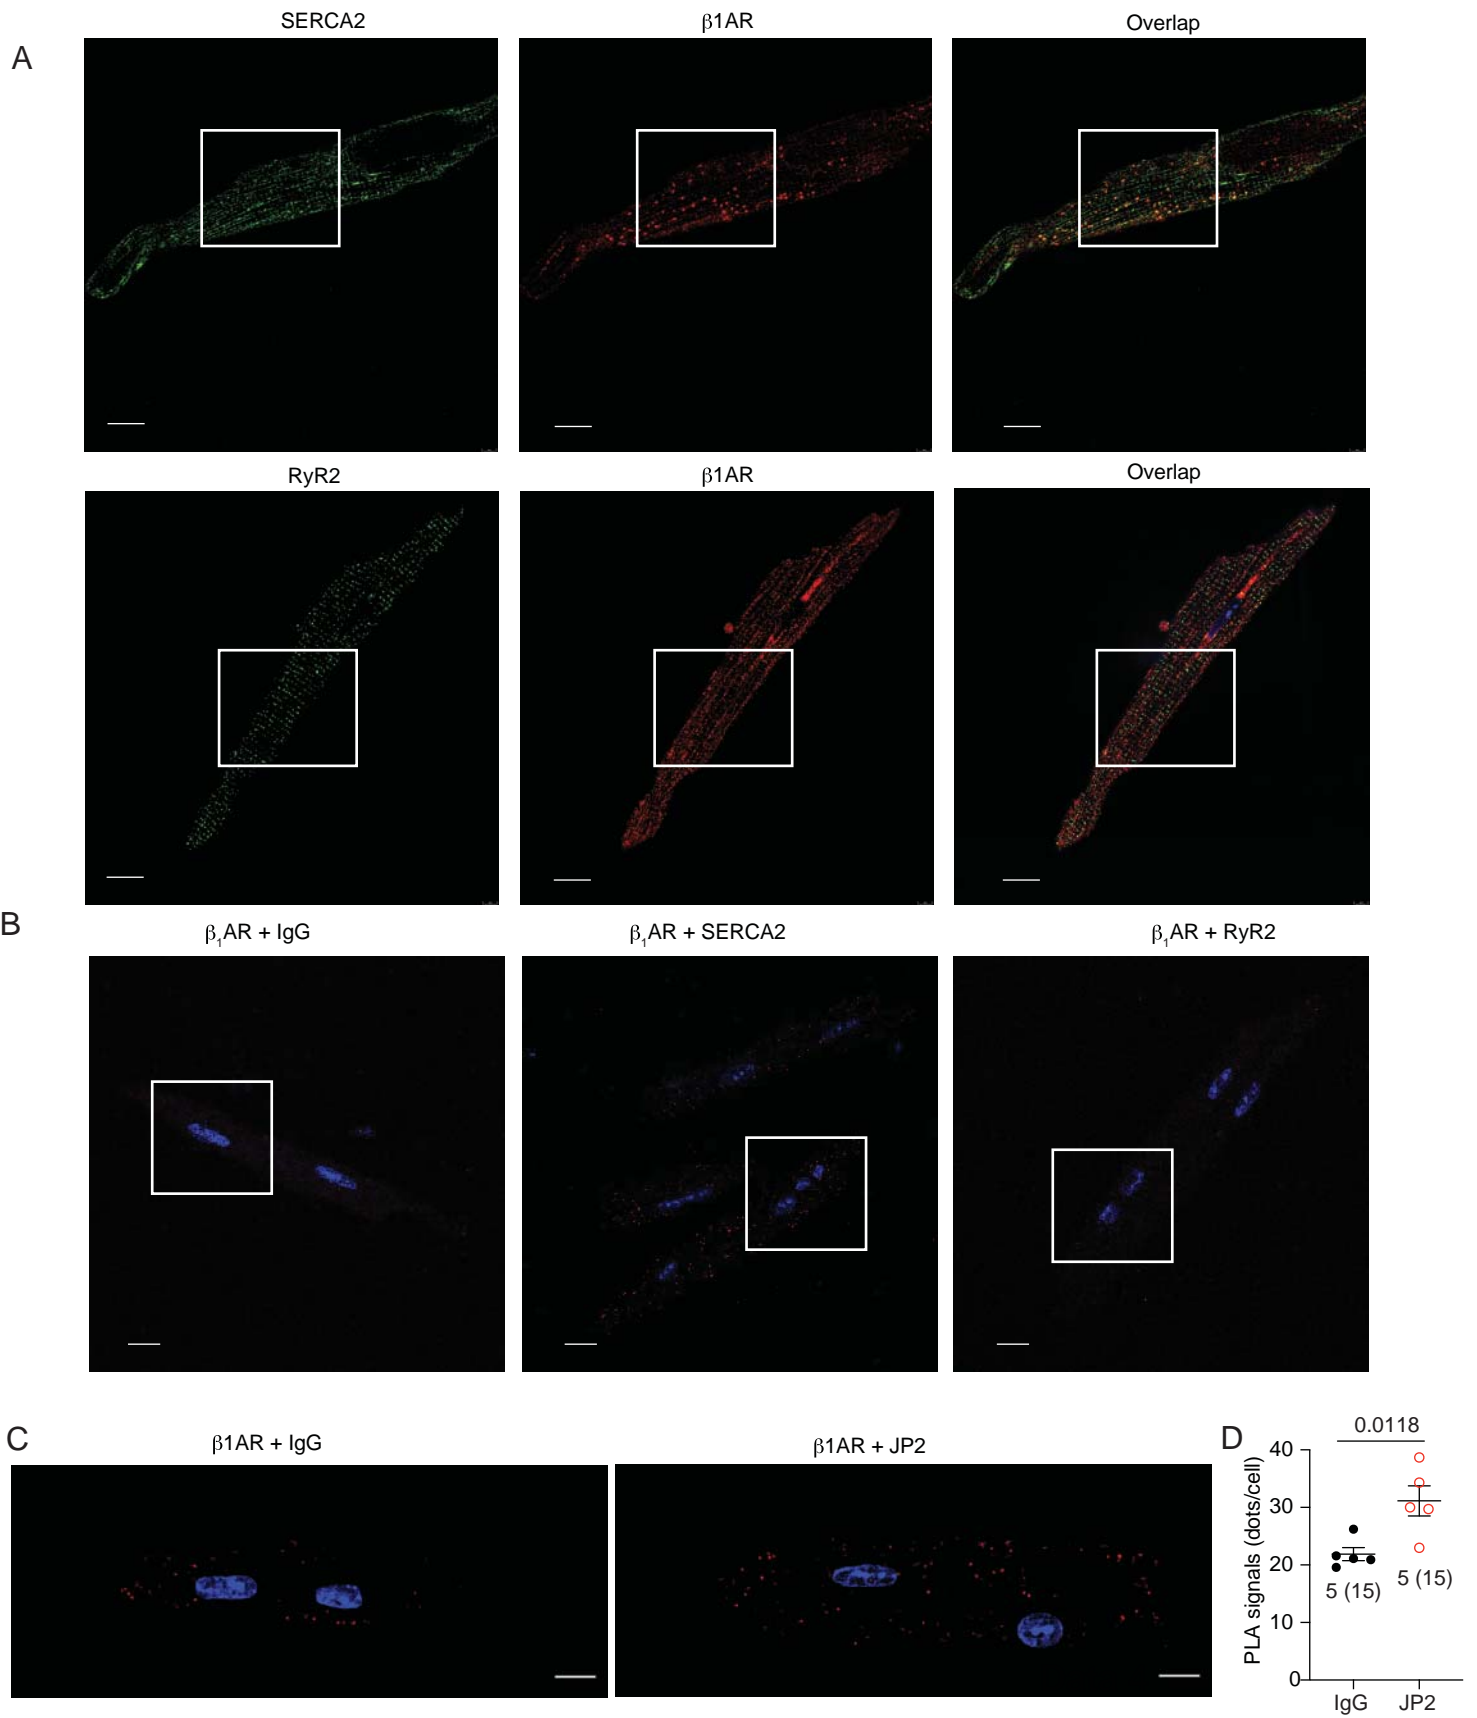 A
SERCA2
β1AR
Overlap
RyR2
β1AR
Overlap
B
β1AR + IgG
β1AR + SERCA2
β1AR + RyR2
C
β1AR + IgG
β1AR + JP2
D
0.0118
PLA signals (dots/cell)
40
30
20
10
0
5 (15)
5 (15)
IgG
JP2